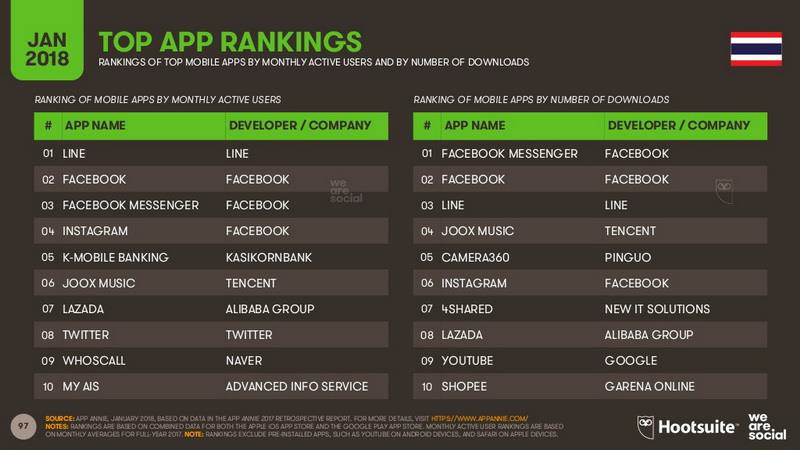 JAN
2018
TOP APP RANKINGS
RANKINGS OF TOP MOBILE APPS BY MONTHLY ACTIVE USERS AND BY NUMBER OF DOWNLOADS
RANKING OF MOBILE APPS BY MONTHLY ACTIVE USERS
# APP NAME DEVELOPER / COMPANY
01 LINE LINE
02 FACEBOOK FACEBOOK
03 FACEBOOK MESSENGER FACEBOOK
04 INSTAGRAM FACEBOOK
05 K-MOBILE BANKING KASIKORNBANK
06 JOOX MUSIC TENCENT
07 LAZADA ALIBABA GROUP
08 TWITTER TWITTER
09 WHOSCALL NAVER
10 MY AIS ADVANCED INFO SERVICE
we
are
social
RANKING OF MOBILE APPS BY NUMBER OF DOWNLOADS
# APP NAME DEVELOPER / COMPANY
01 FACEBOOK MESSENGER FACEBOOK
02 FACEBOOK FACEBOOK
03 LINE LINE
04 JOOX MUSIC TENCENT
05 CAMERA360 PINGUO
06 INSTAGRAM FACEBOOK
07 4SHARED NEW IT SOLUTIONS
08 LAZADA ALIBABA GROUP
09 YOUTUBE GOOGLE
10 SHOPEE GARENA ONLINE
97
SOURCE: APP ANNIE, JANUARY 2018, BASED ON DATA IN THE APP ANNIE 2017 RETROSPECTIVE REPORT. FOR MORE DETAILS, VISIT HTTPS://WWW.APPANNIE.COM/
NOTES: RANKINGS ARE BASED ON COMBINED DATA FOR BOTH THE APPLE IOS APP STORE AND THE GOOGLE PLAY APP STORE. MONTHLY ACTIVE USER RANKINGS ARE BASED
ON MONTHLY AVERAGES FOR FULL-YEAR 2017. NOTE: RANKINGS EXCLUDE PRE-INSTALLED APPS, SUCH AS YOUTUBE ON ANDROID DEVICES, AND SAFARI ON APPLE DEVICES.
Hootsuite™
we
are
social